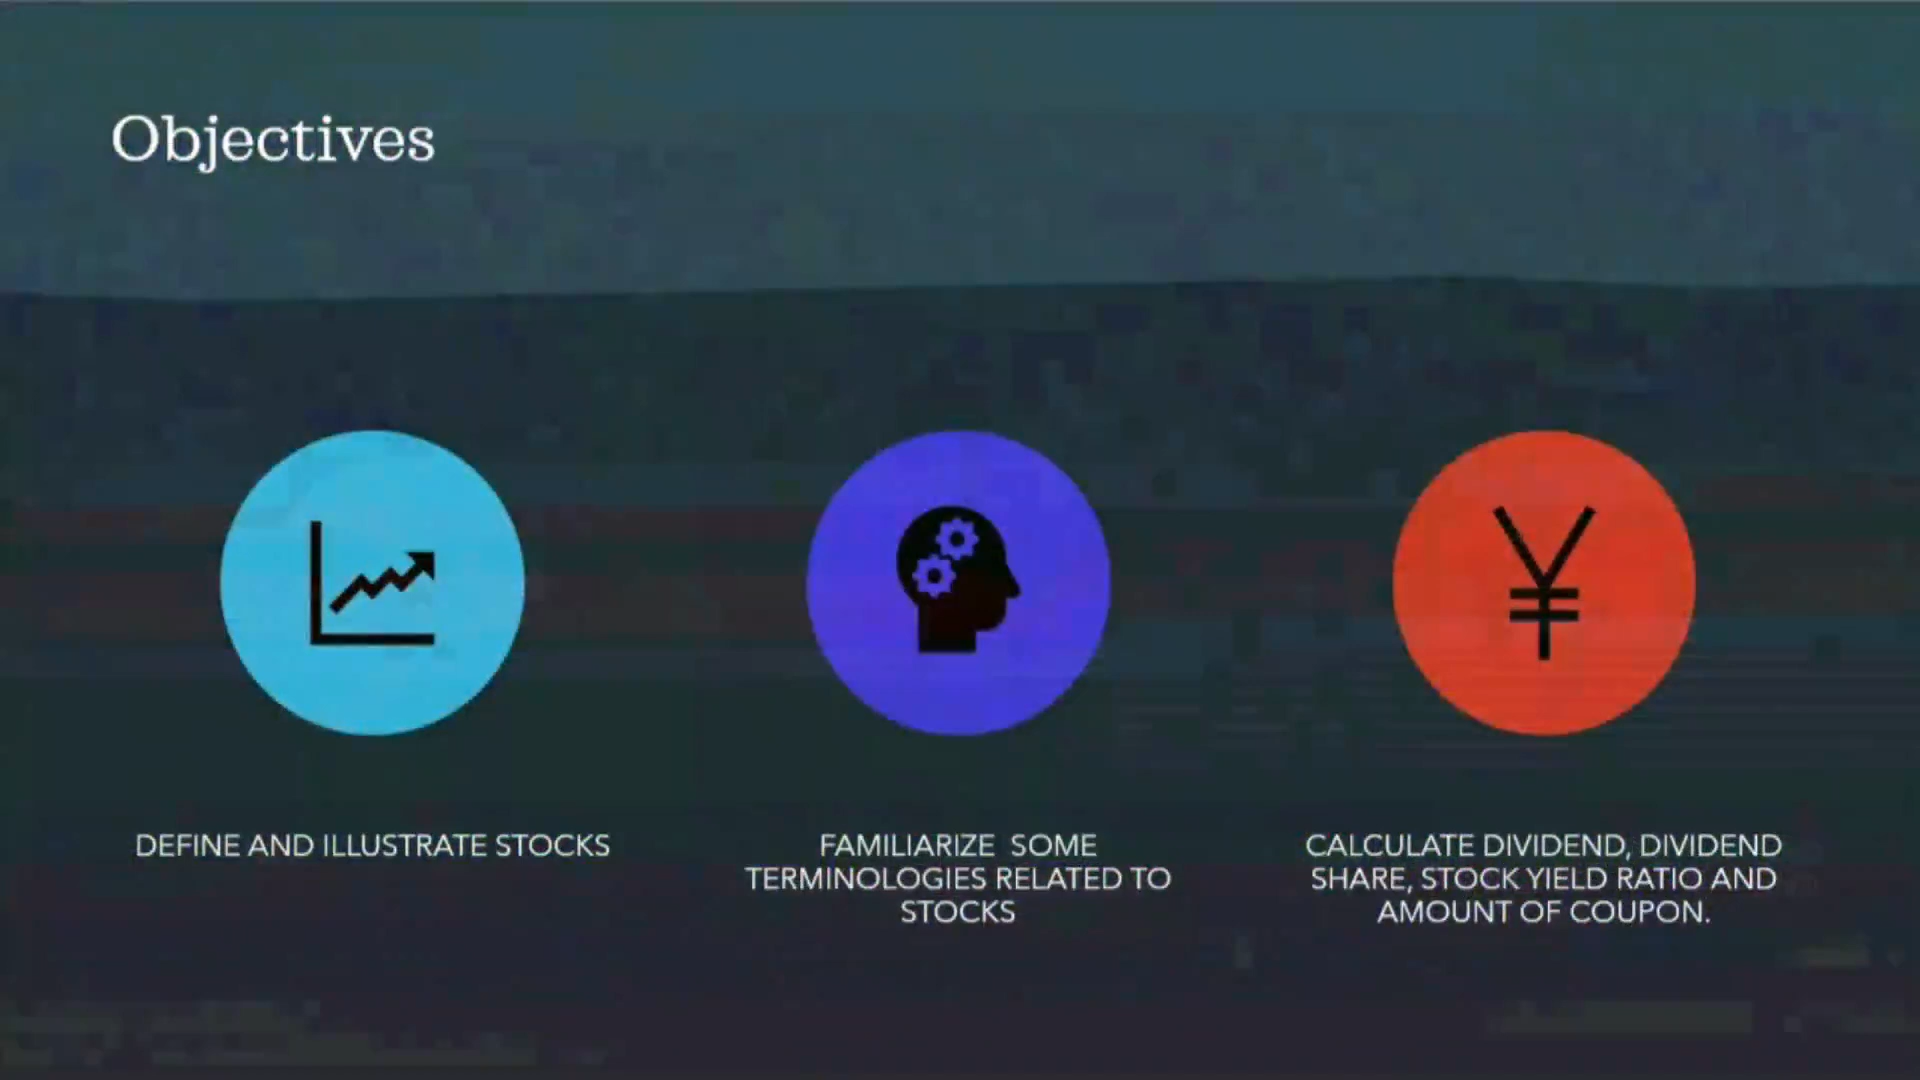 Objectives
DEFINE AND ILLUSTRATE STOCKS
FAMILIARIZE SOME
TERMINOLOGIES RELATED TO
STOCKS
CALCULATE DIVIDEND, DIVIDEND
SHARE, STOCK YIELD RATIO AND
AMOUNT OF COUPON.